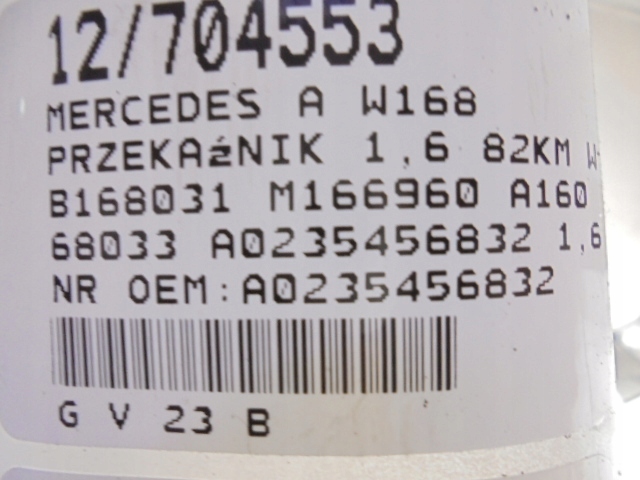 12/704553
MERCEDES A W168
PRZEKAźNIK 1,6 82KM W-
B168031 M166960 A160
68033 A0235456832 1,6
NR OEM:A0235456832
G V 23 B